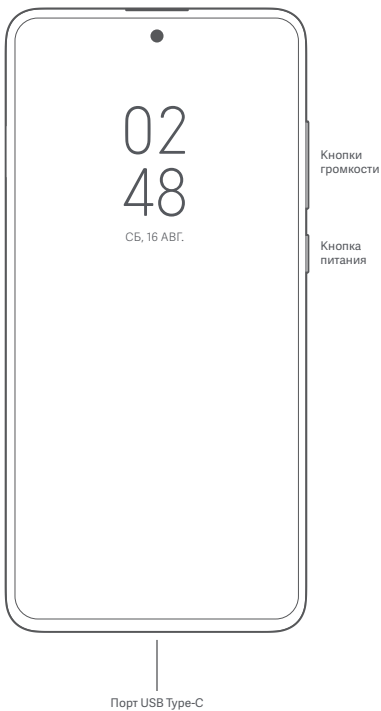 02
48
СБ, 16 АВГ.
Кнопки
громкости
Кнопка
питания
Порт USB Type-C